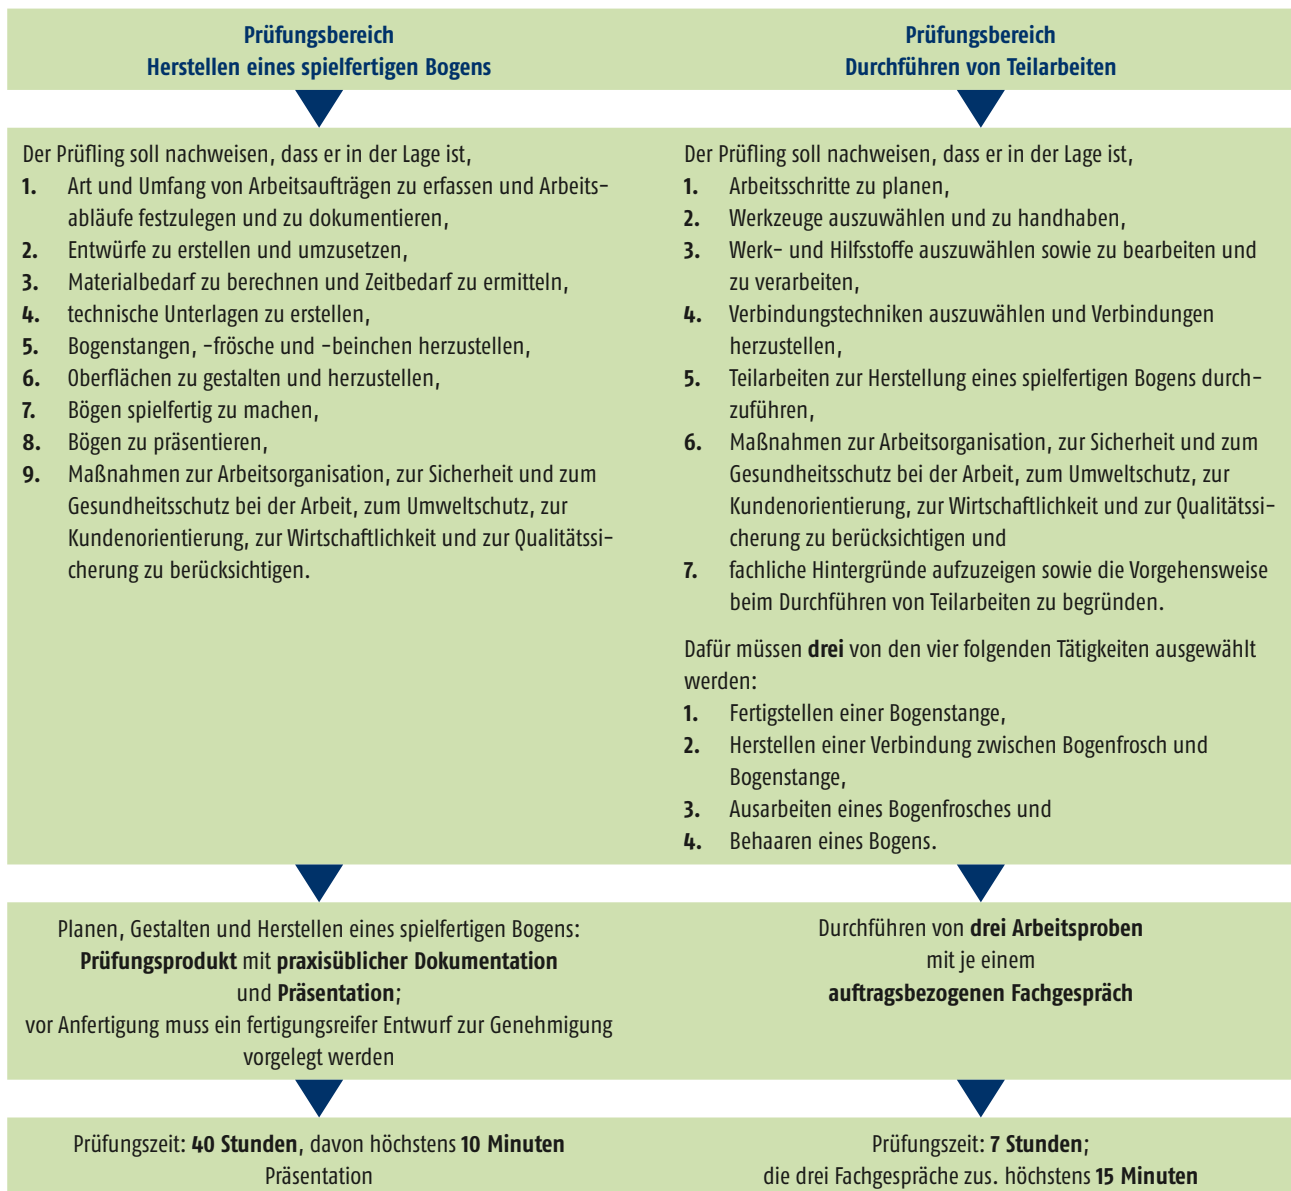 Prüfungsbereich
Herstellen eines spielfertigen Bogens
Der Prüfling soll nachweisen, dass er in der Lage ist,
1. Art und Umfang von Arbeitsaufträgen zu erfassen und Arbeits-
abläufe festzulegen und zu dokumentieren,
2. Entwürfe zu erstellen und umzusetzen,
3. Materialbedarf zu berechnen und Zeitbedarf zu ermitteln,
4. technische Unterlagen zu erstellen,
5. Bogenstangen, -frösche und -beinchen herzustellen,
6. Oberflächen zu gestalten und herzustellen,
7. Bögen spielfertig zu machen,
8. Bögen zu präsentieren,
9. Maßnahmen zur Arbeitsorganisation, zur Sicherheit und zum
Gesundheitsschutz bei der Arbeit, zum Umweltschutz, zur
Kundenorientierung, zur Wirtschaftlichkeit und zur Qualitätssi-
cherung zu berücksichtigen.
Planen, Gestalten und Herstellen eines spielfertigen Bogens:
Prüfungsprodukt mit praxisüblicher Dokumentation
und Präsentation;
vor Anfertigung muss ein fertigungsreifer Entwurf zur Genehmigung
vorgelegt werden
Prüfungszeit: 40 Stunden, davon höchstens 10 Minuten
Präsentation
Prüfungsbereich
Durchführen von Teilarbeiten
Der Prüfling soll nachweisen, dass er in der Lage ist,
1. Arbeitsschritte zu planen,
2. Werkzeuge auszuwählen und zu handhaben,
3. Werk- und Hilfsstoffe auszuwählen sowie zu bearbeiten und
zu verarbeiten,
4. Verbindungstechniken auszuwählen und Verbindungen
herzustellen,
5. Teilarbeiten zur Herstellung eines spielfertigen Bogens durch-
zuführen,
6. Maßnahmen zur Arbeitsorganisation, zur Sicherheit und zum
Gesundheitsschutz bei der Arbeit, zum Umweltschutz, zur
Kundenorientierung, zur Wirtschaftlichkeit und zur Qualitätssi-
cherung zu berücksichtigen und
7. fachliche Hintergründe aufzuzeigen sowie die Vorgehensweise
beim Durchführen von Teilarbeiten zu begründen.
Dafür müssen drei von den vier folgenden Tätigkeiten ausgewählt
werden:
1. Fertigstellen einer Bogenstange,
2. Herstellen einer Verbindung zwischen Bogenfrosch und
Bogenstange,
3. Ausarbeiten eines Bogenfrosches und
4. Behaaren eines Bogens.
Durchführen von drei Arbeitsproben
mit je einem
auftragsbezogenen Fachgespräch
Prüfungszeit: 7 Stunden;
die drei Fachgespräche zus. höchstens 15 Minuten